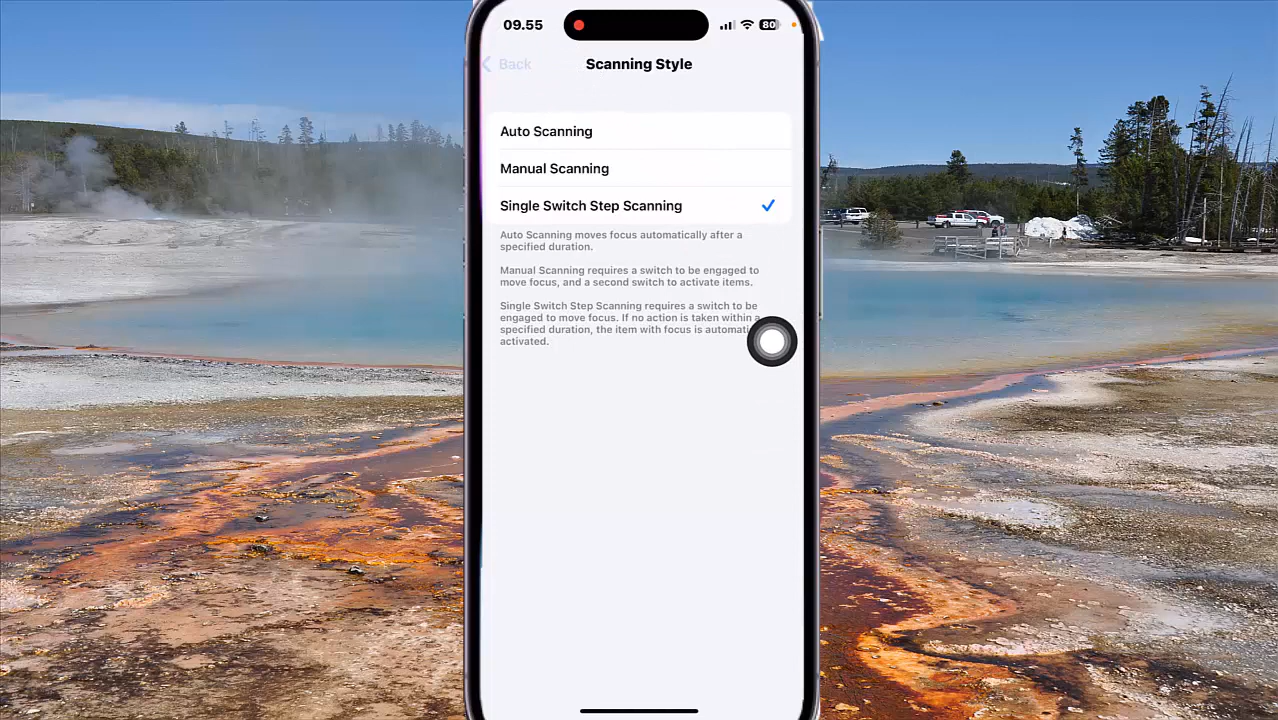 09.55
80
Back
Scanning Style
Auto Scanning
Manual Scanning
Single Switch Step Scanning
Auto Scanning moves focus automatically after a
specified duration.
Manual Scanning requires a switch to be engaged to
move focus, and a second switch to activate items.
Single Switch Step Scanning requires a switch to be
engaged to move focus. If no action is taken within a
specified duration, the item with focus is
activated.